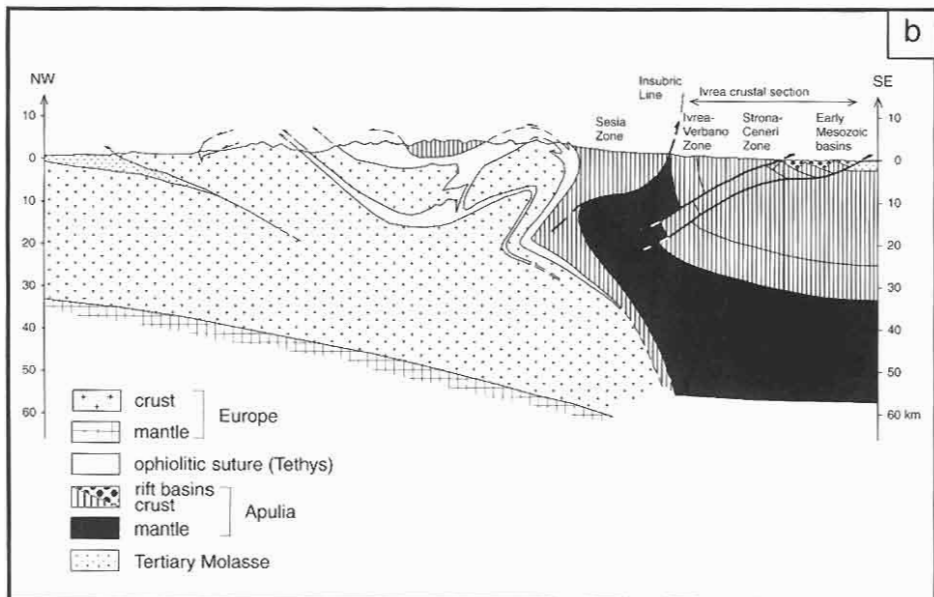 b
NW
SE
Insubric
Line
Ivrea crustal section
Sesia
Zone
Ivrea-
Verbano
Zone
Strona-
Ceneri
Zone
Early
Mesozoic
basins
10
0
10
20
30
40
50
60
10
0
10
20
30
40
50
60 km
crust
mantle
Europe
ophiolitic suture (Tethys)
rift basins
crust
mantle
Apulia
Tertiary Molasse